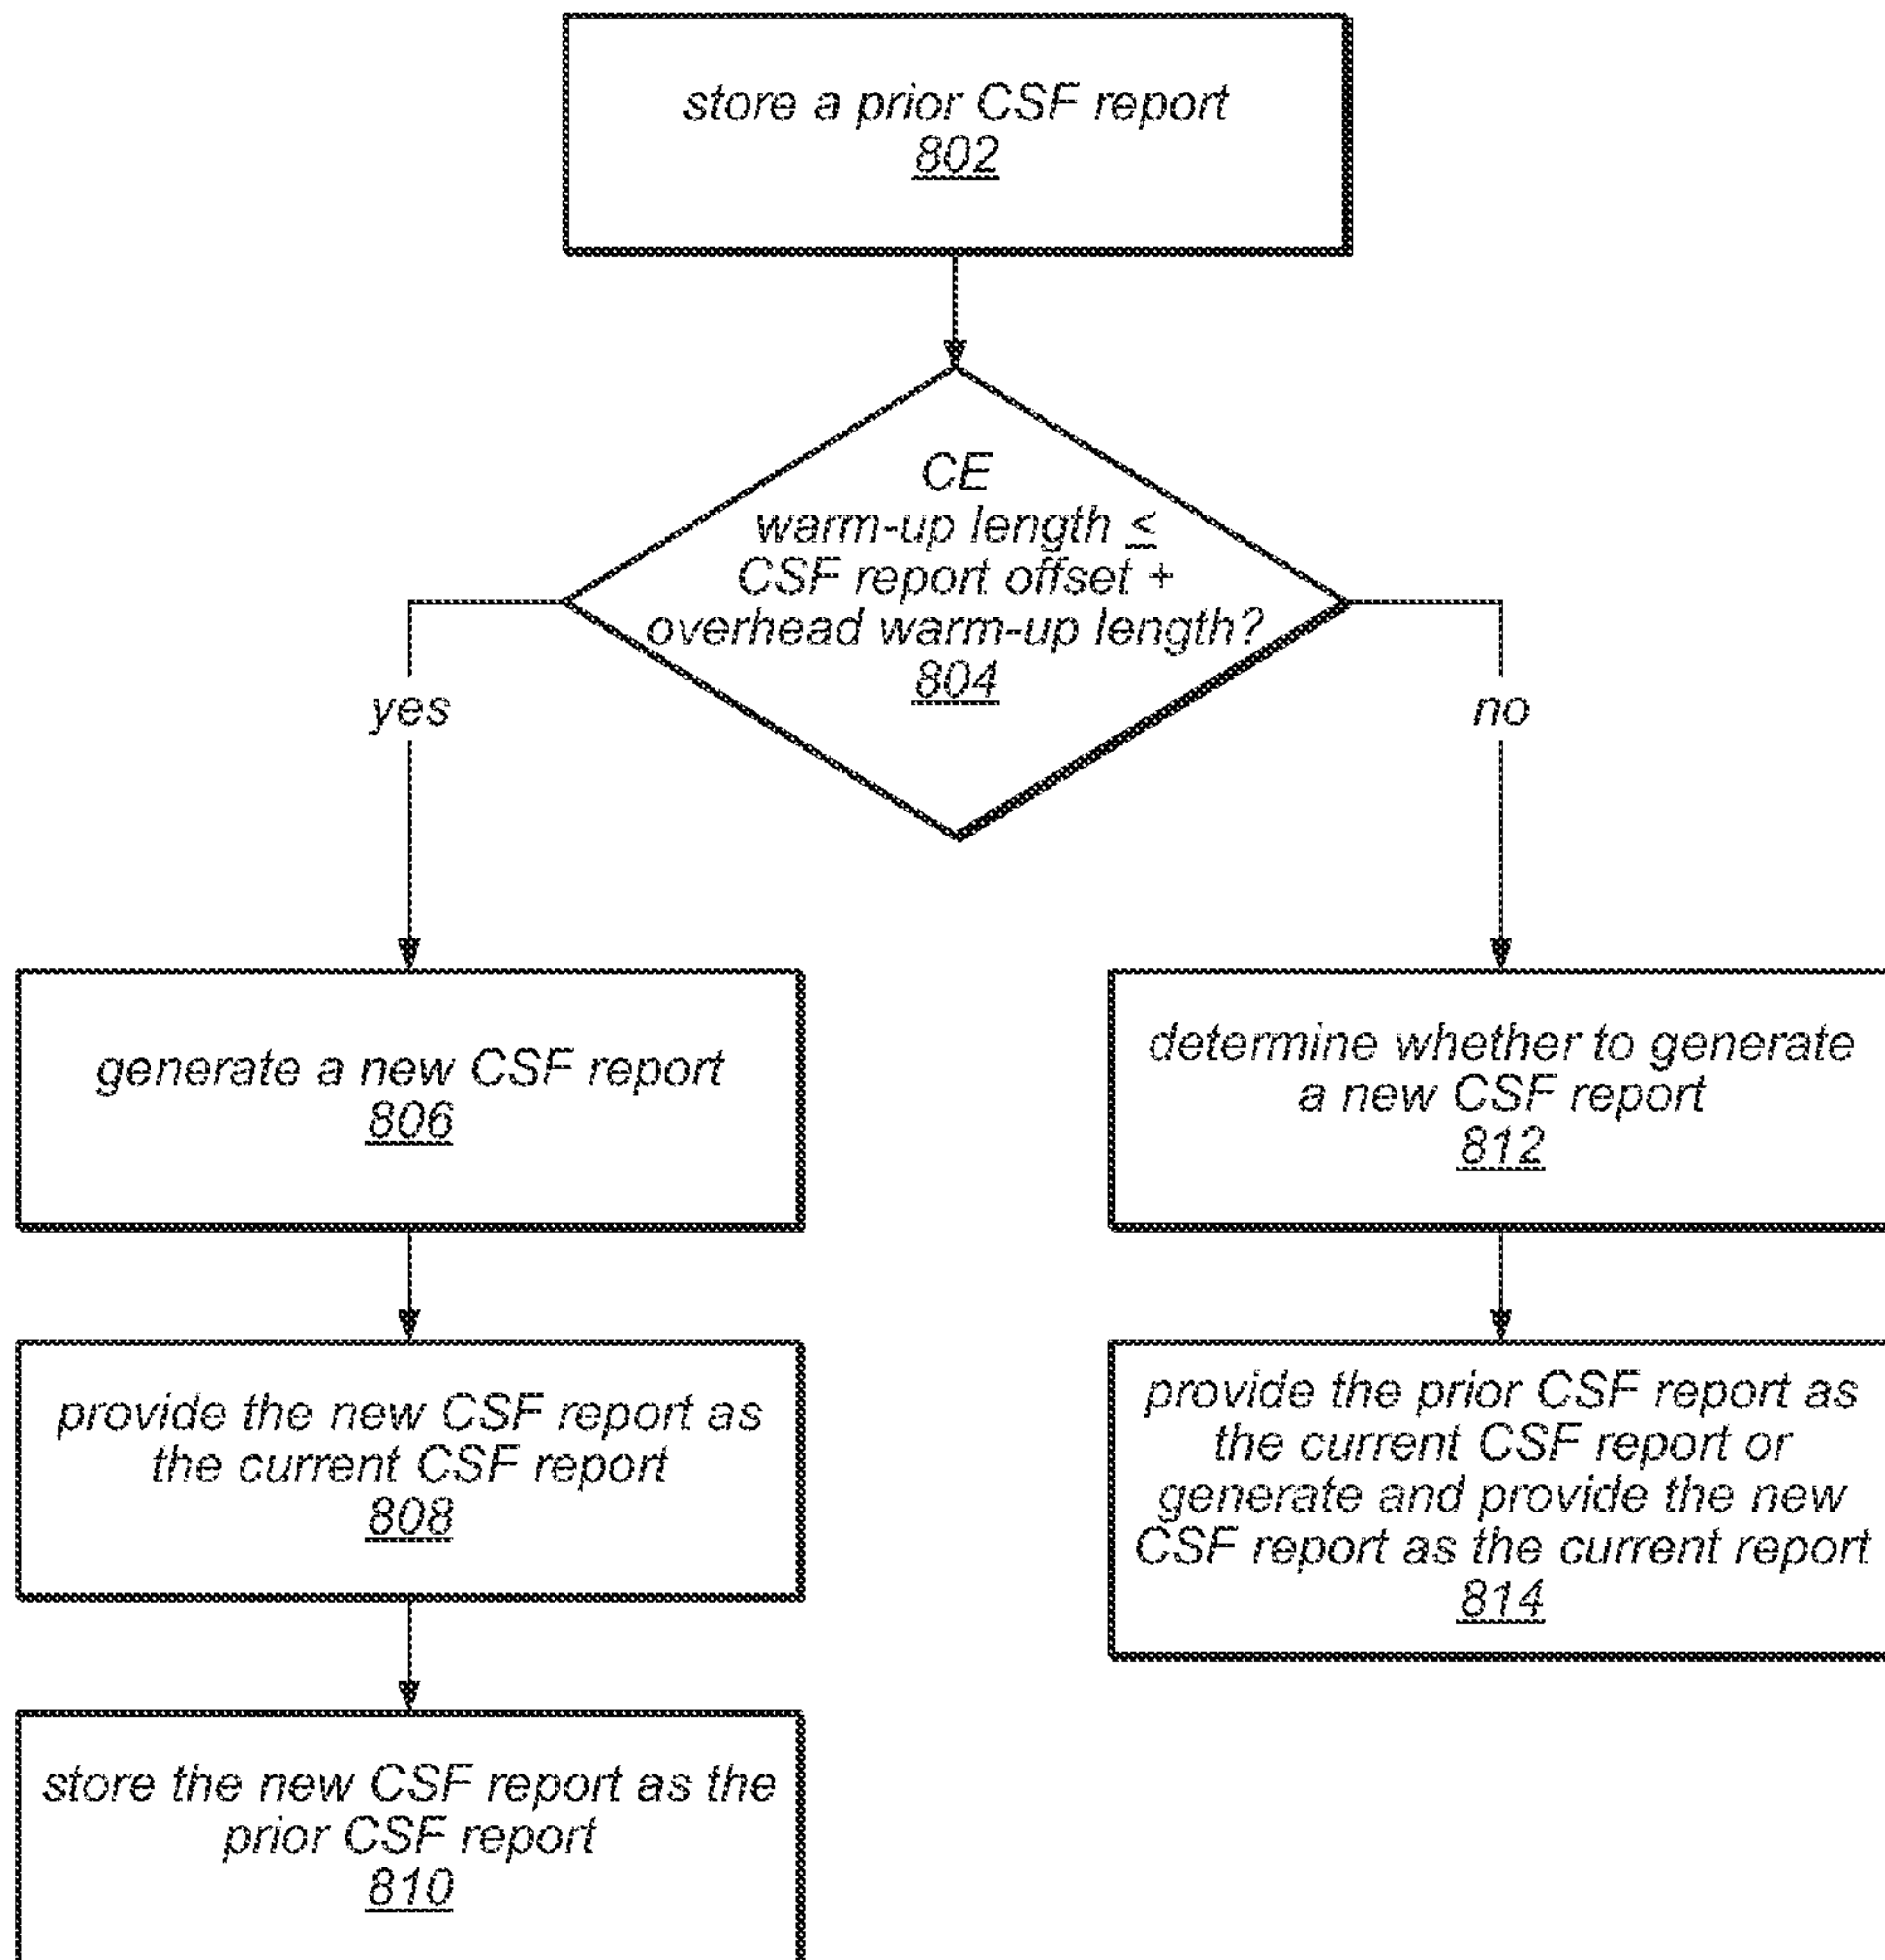 store a prior CSF report
802
CE
warm-up length ≤
CSF report offset +
overhead warm-up length?
804
yes
no
generate a new CSF report
806
determine whether to generate
a new CSF report
812
provide the new CSF report as
the current CSF report
808
provide the prior CSF report as
the current CSF report or
generate and provide the new
CSF report as the current report
814
store the new CSF report as the
prior CSF report
810